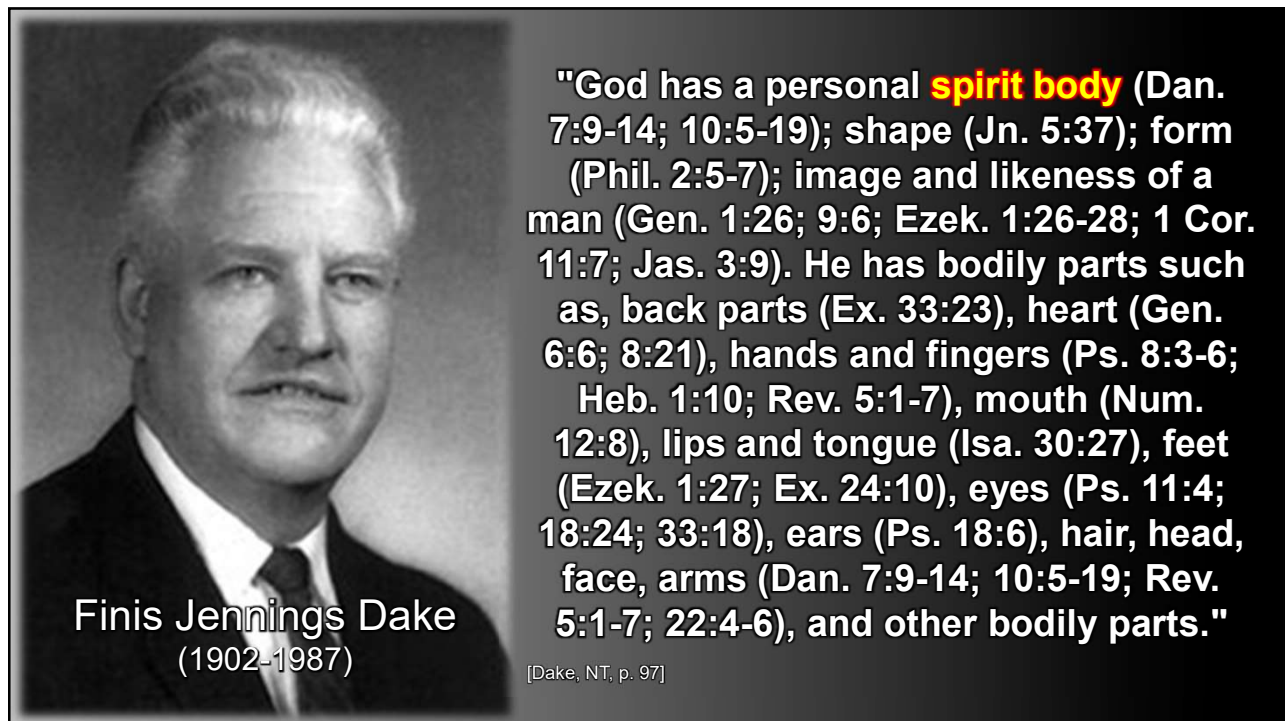 "God has a personal spirit body (Dan.
7:9-14; 10:5-19); shape (Jn. 5:37); form
(Phil. 2:5-7); image and likeness of a
man (Gen. 1:26; 9:6; Ezek. 1:26-28; 1 Cor.
11:7; Jas. 3:9). He has bodily parts such
as, back parts (Ex. 33:23), heart (Gen.
6:6; 8:21), hands and fingers (Ps. 8:3-6;
Heb. 1:10; Rev. 5:1-7), mouth (Num.
12:8), lips and tongue (Isa. 30:27), feet
(Ezek. 1:27; Ex. 24:10), eyes (Ps. 11:4;
18:24; 33:18), ears (Ps. 18:6), hair, head,
face, arms (Dan. 7:9-14; 10:5-19; Rev.
5:1-7; 22:4-6), and other bodily parts."
[Dake, NT, p. 97]
Finis Jennings Dake
(1902-1987)